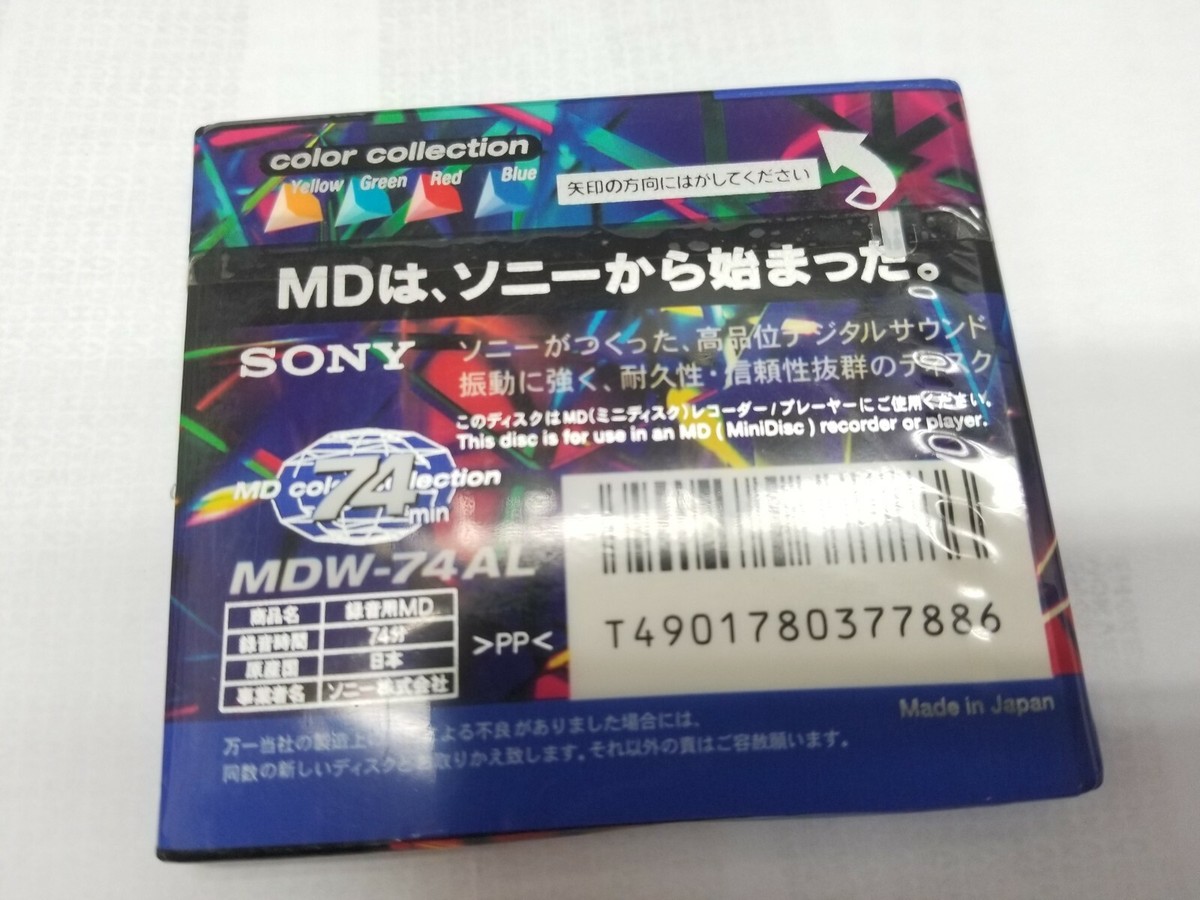 color collection
Yellow Green Red Blue
矢印の方向にはがしてください
MDは、ソニーから始まった。
SONY
ソニーがつくった、高品位デジタルサウンド
振動に強く、耐久性・信頼性抜群のディスク
このディスクはMD(ミニディスク)レコーダー/プレーヤーにご使用ください。
This disc is for use in an MD ( MiniDisc ) recorder or player.
MD color collection
74
min
MDW-74AL
商品名 録音用MD
録音時間 74分
原産国 日本
事業者名 ソニー株式会社
>PP<
T4901780377886
Made in Japan
万一当社の製造上 による不良がありました場合には、
同数の新しいディスクと 取りかえ致します。それ以外の責はご容赦願います。